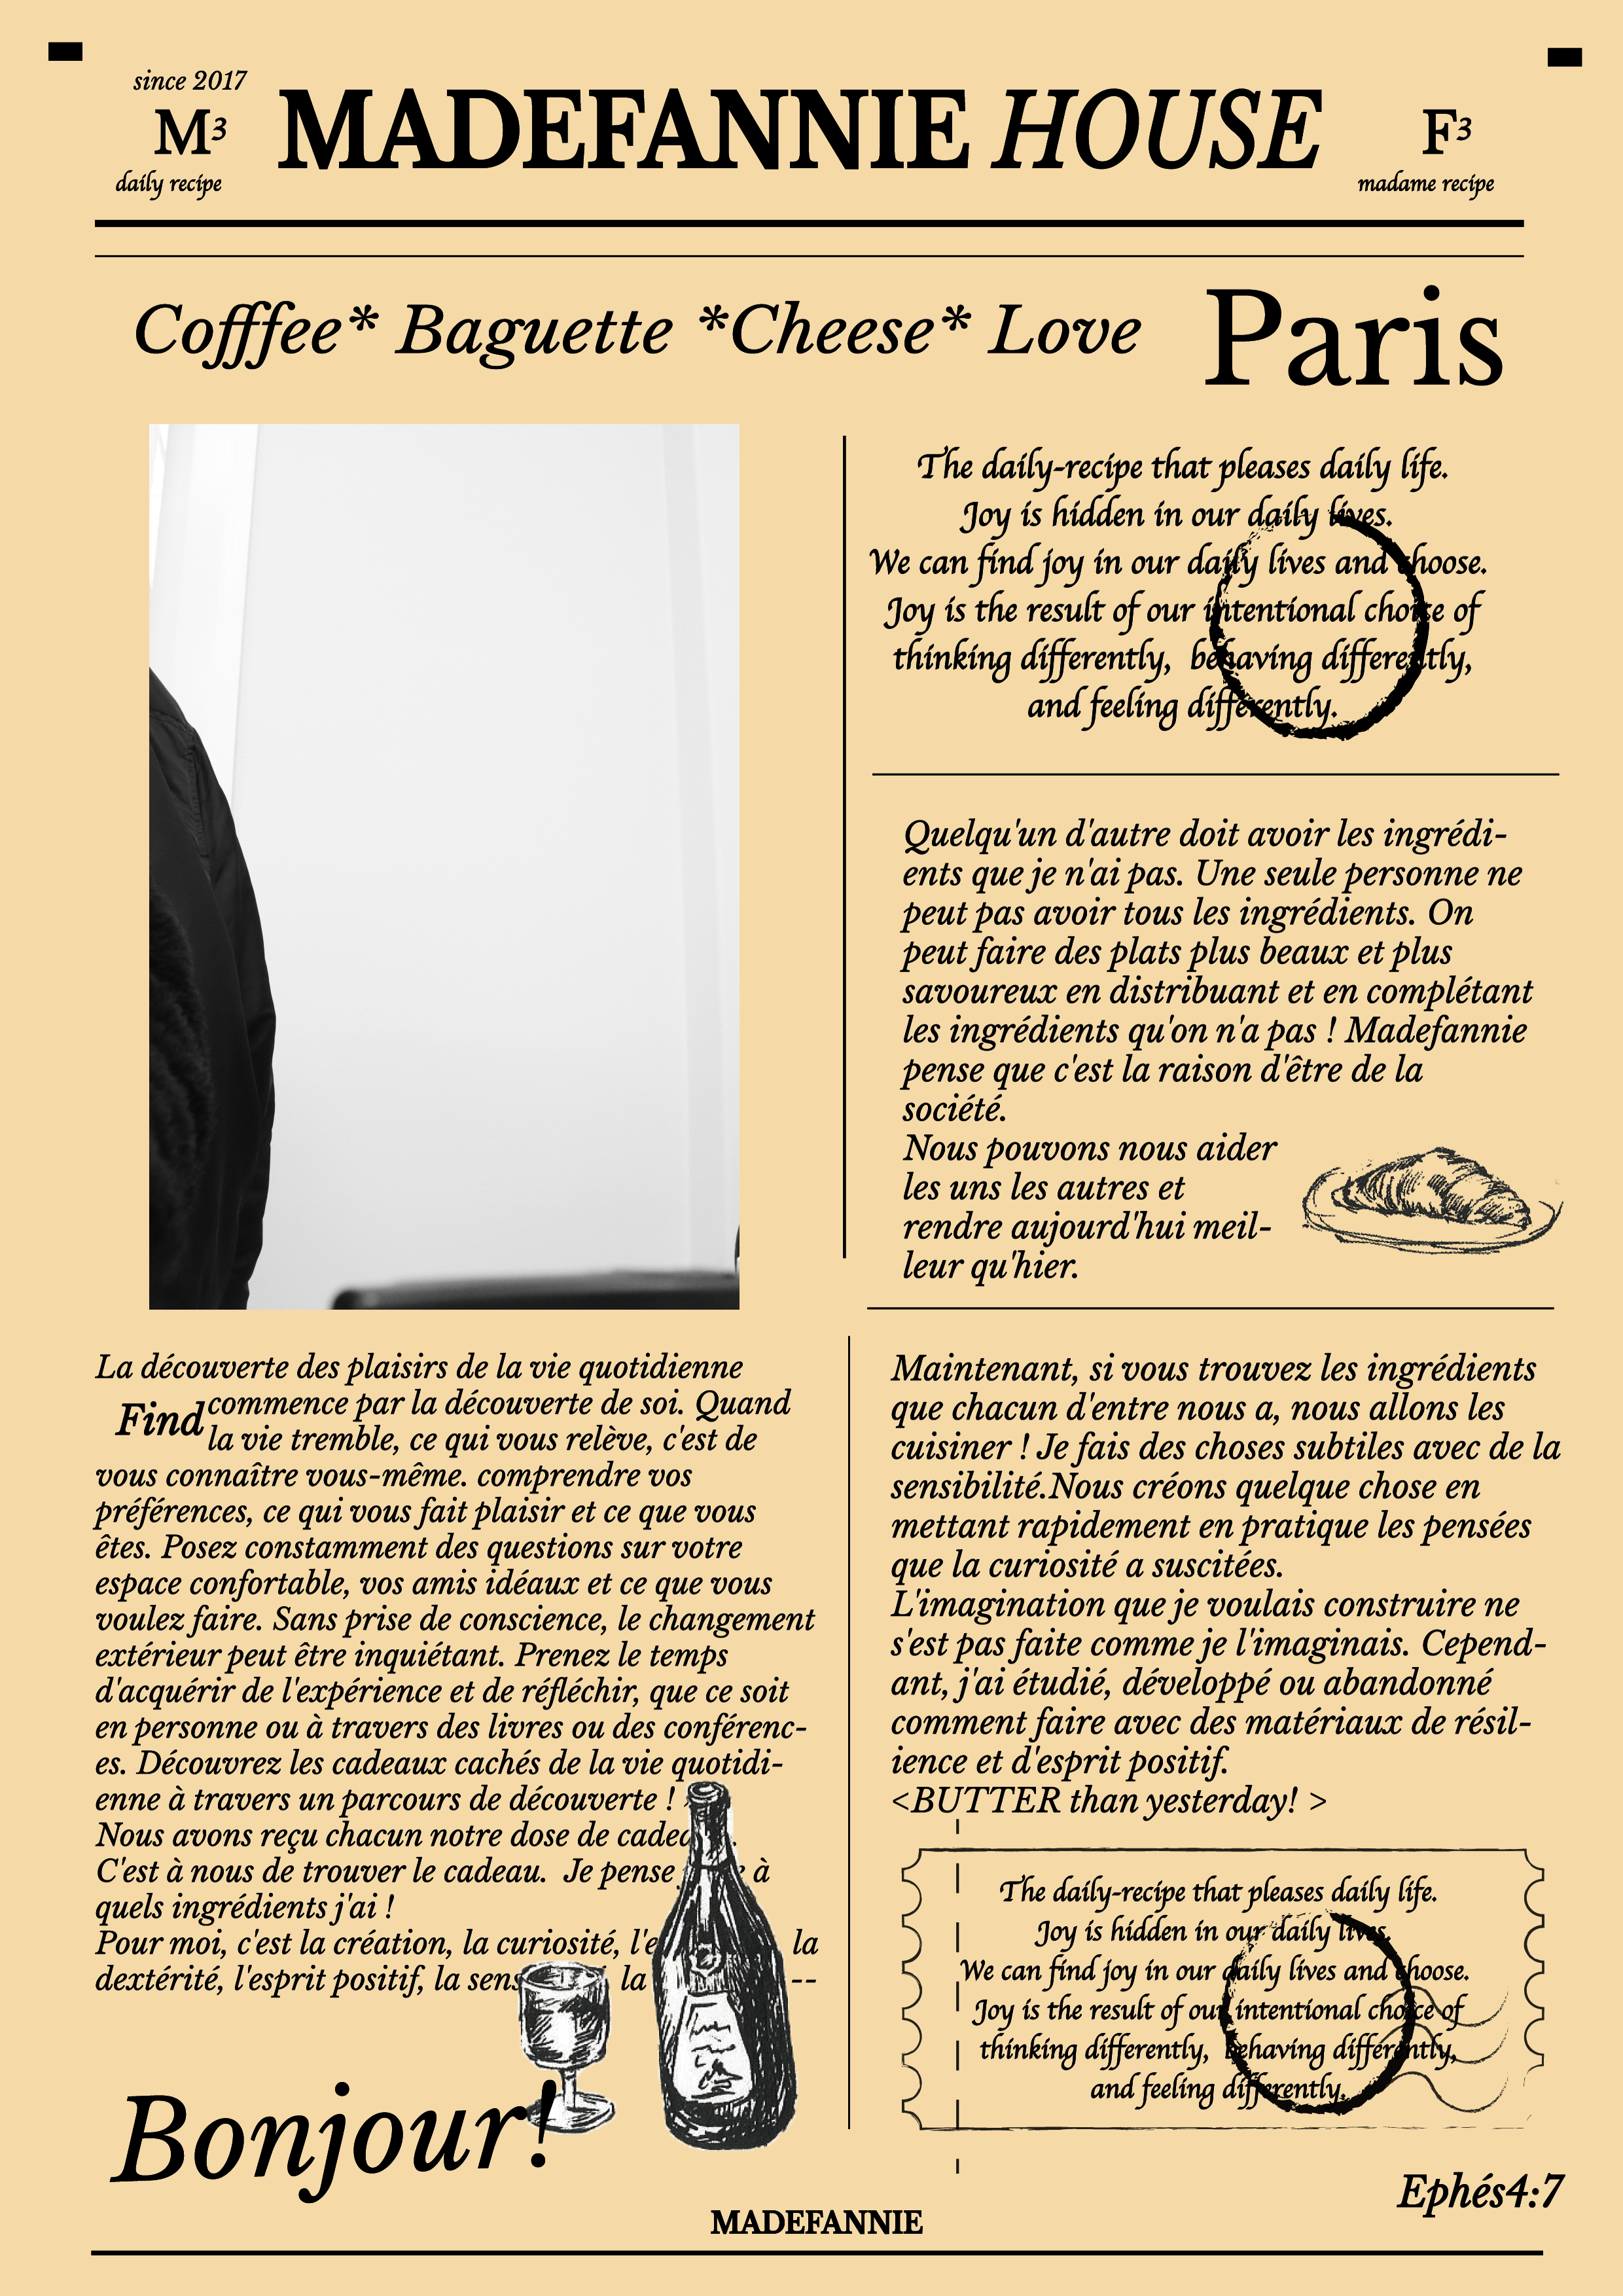 since 2017
M³
daily recipe
MADEFANNIE HOUSE
F³
madame recipe
Cofffee* Baguette *Cheese* Love
Paris
The daily-recipe that pleases daily life.
Joy is hidden in our daily lives.
We can find joy in our daily lives and choose.
Joy is the result of our intentional choice of
thinking differently, behaving differently,
and feeling differently.
Quelqu'un d'autre doit avoir les ingrédi-
ents que je n'ai pas. Une seule personne ne
peut pas avoir tous les ingrédients. On
peut faire des plats plus beaux et plus
savoureux en distribuant et en complétant
les ingrédients qu'on n'a pas ! Madefannie
pense que c'est la raison d'être de la
société.
Nous pouvons nous aider
les uns les autres et
rendre aujourd'hui meil-
leur qu'hier.
La découverte des plaisirs de la vie quotidienne
Find
commence par la découverte de soi. Quand
la vie tremble, ce qui vous relève, c'est de
vous connaître vous-même. comprendre vos
préférences, ce qui vous fait plaisir et ce que vous
êtes. Posez constamment des questions sur votre
espace confortable, vos amis idéaux et ce que vous
voulez faire. Sans prise de conscience, le changement
extérieur peut être inquiétant. Prenez le temps
d'acquérir de l'expérience et de réfléchir, que ce soit
en personne ou à travers des livres ou des conférenc-
es. Découvrez les cadeaux cachés de la vie quotidi-
enne à travers un parcours de découverte !
Nous avons reçu chacun notre dose de
C'est à nous de trouver le cadeau. Je pense à
quels ingrédients j'ai !
Pour moi, c'est la création, la curiosité, la
dextérité, l'esprit positif, la la --
Maintenant, si vous trouvez les ingrédients
que chacun d'entre nous a, nous allons les
cuisiner ! Je fais des choses subtiles avec de la
sensibilité.Nous créons quelque chose en
mettant rapidement en pratique les pensées
que la curiosité a suscitées.
L'imagination que je voulais construire ne
s'est pas faite comme je l'imaginais. Cepend-
ant, j'ai étudié, développé ou abandonné
comment faire avec des matériaux de résil-
ience et d'esprit positif.
<BUTTER than yesterday! >
The daily-recipe that pleases daily life.
Joy is hidden in our daily lives.
We can find joy in our daily lives and choose.
Joy is the result of our intentional choice of
thinking differently, behaving differently,
and feeling differently.
Bonjour!
Ephés4:7
MADEFANNIE